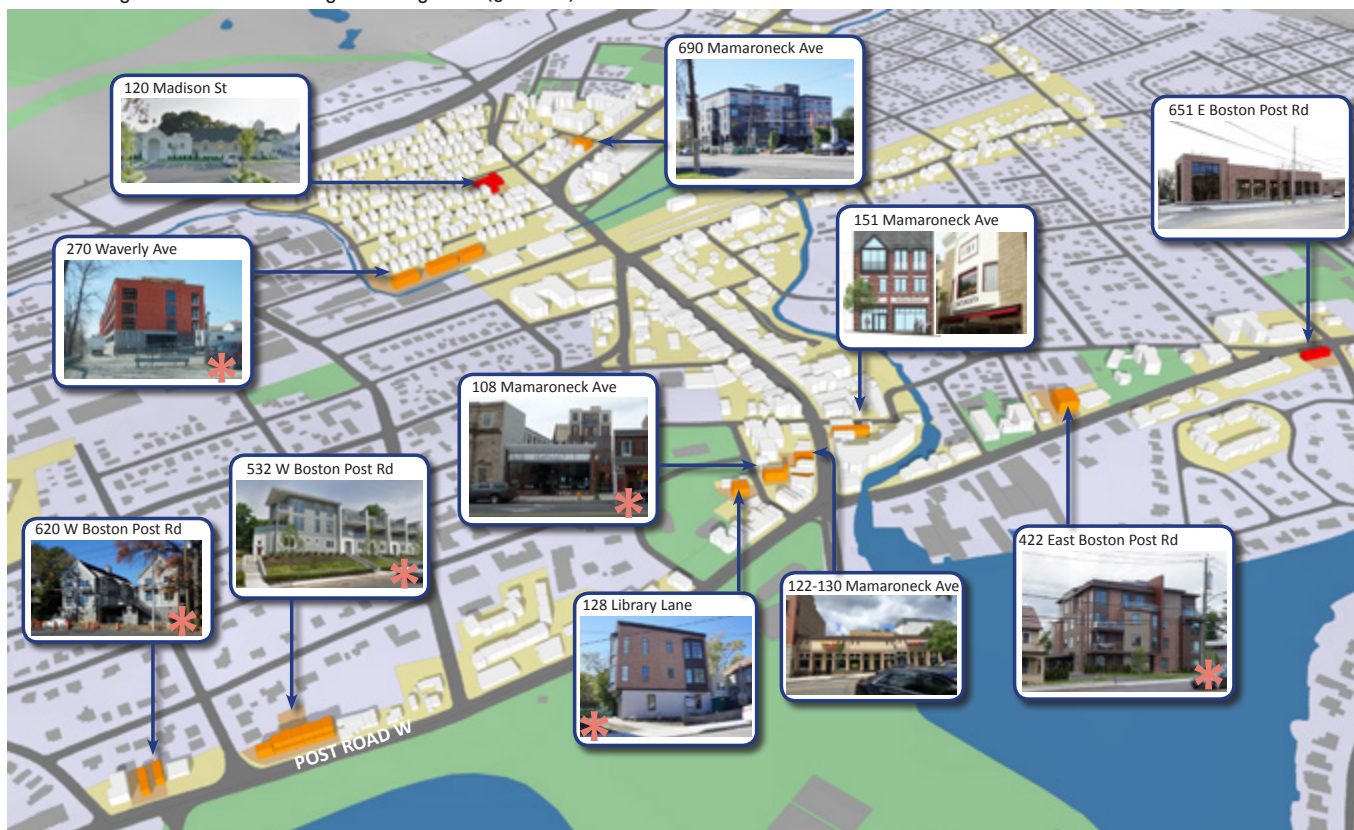 690 Mamaroneck Ave
120 Madison St
651 E Boston Post Rd
151 Mamaroneck Ave
270 Waverly Ave
108 Mamaroneck Ave
532 W Boston Post Rd
620 W Boston Post Rd
422 East Boston Post Rd
122-130 Mamaroneck Ave
128 Library Lane
POST ROAD W